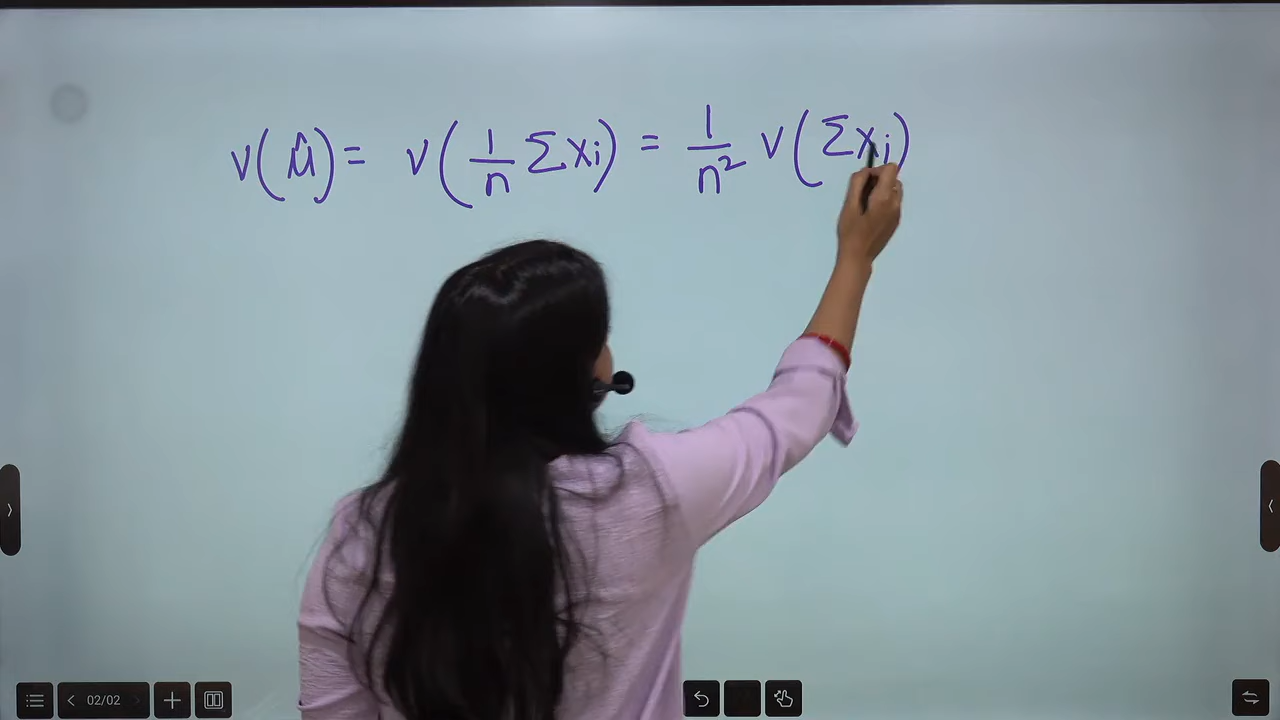 V(μ̂) = V(1/n Σxi) = 1/n² V(Σxi)
02/02